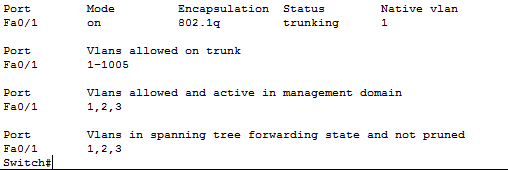 Port Mode Encapsulation Status Native vlan
Fa0/1 on 802.1q trunking 1
Port Vlans allowed on trunk
Fa0/1 1-1005
Port Vlans allowed and active in management domain
Fa0/1 1,2,3
Port Vlans in spanning tree forwarding state and not pruned
Fa0/1 1,2,3
Switch#